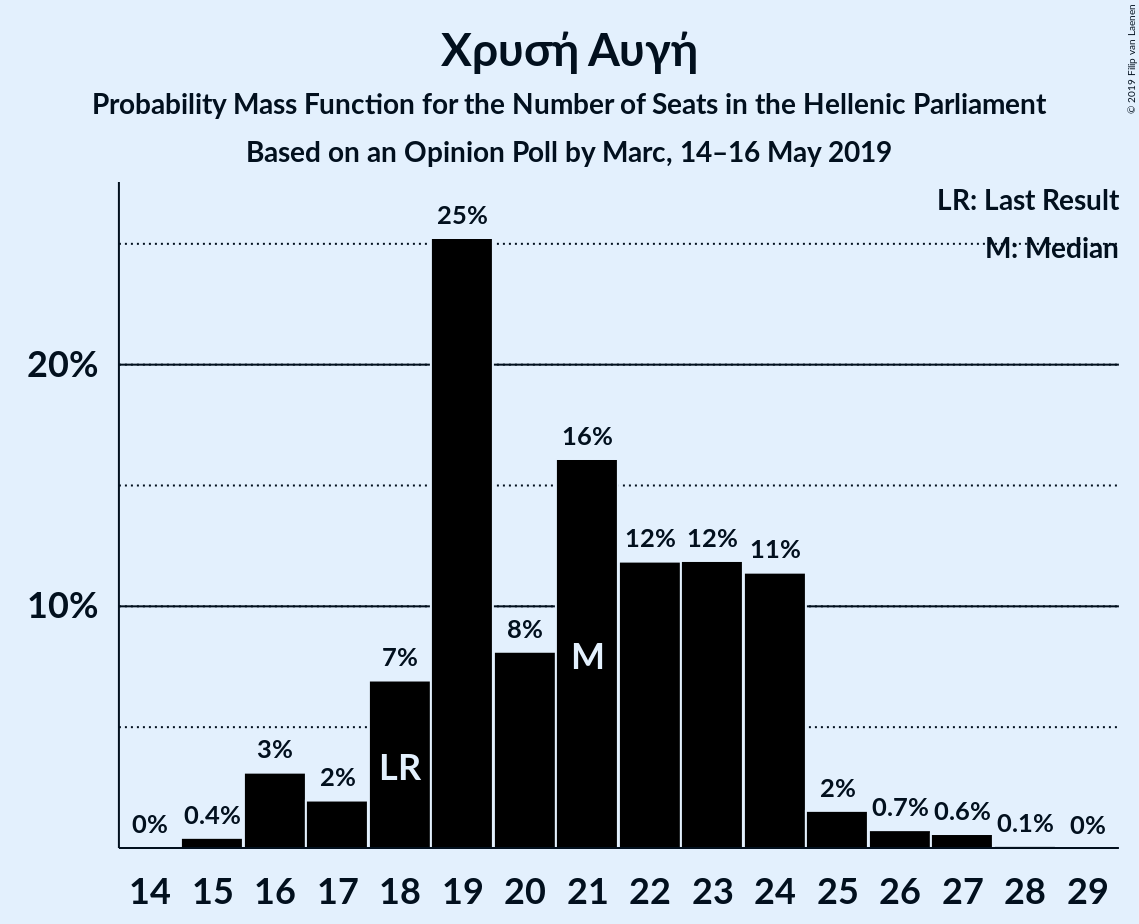 Χρυσή Αυγή
Probability Mass Function for the Number of Seats in the Hellenic Parliament
Based on an Opinion Poll by Marc, 14–16 May 2019
© 2019 Filip van Laenen
LR: Last Result
M: Median
25%
20%
16%
12% 12% 11%
10%
8%
7%
M
3%
LR
2%
2%
0% 0.4% 0.7% 0.6% 0.1% 0%
14 15 16 17 18 19 20 21 22 23 24 25 26 27 28 29